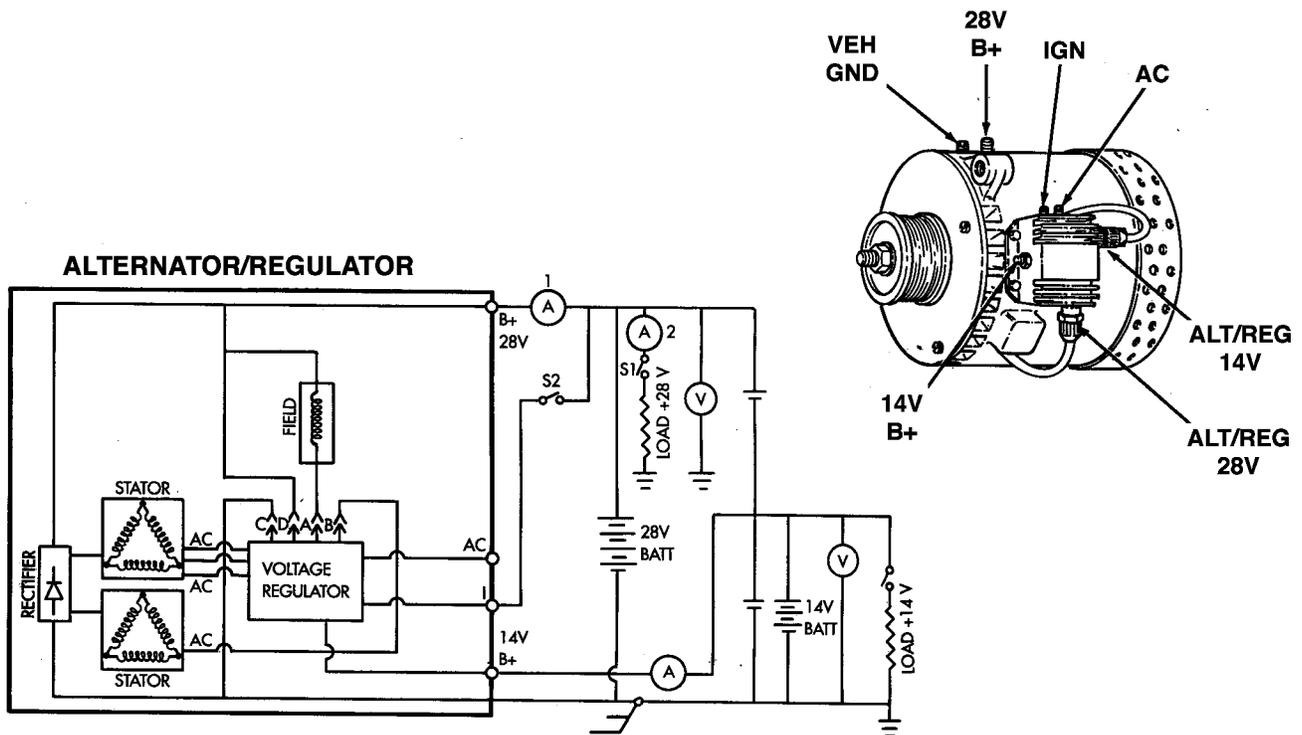 28V
B+
VEH
GND
IGN
AC
ALT/REG
14V
14V
B+
ALT/REG
28V
ALTERNATOR/REGULATOR
1
A
B+
28V
A
2
S1
LOAD +28 V
V
S2
FIELD
STATOR
C D A B
AC
AC
VOLTAGE
REGULATOR
AC
I
RECTIFIER
28V
BATT
V
14V
BATT
LOAD +14 V
AC
STATOR
14V
B+
A